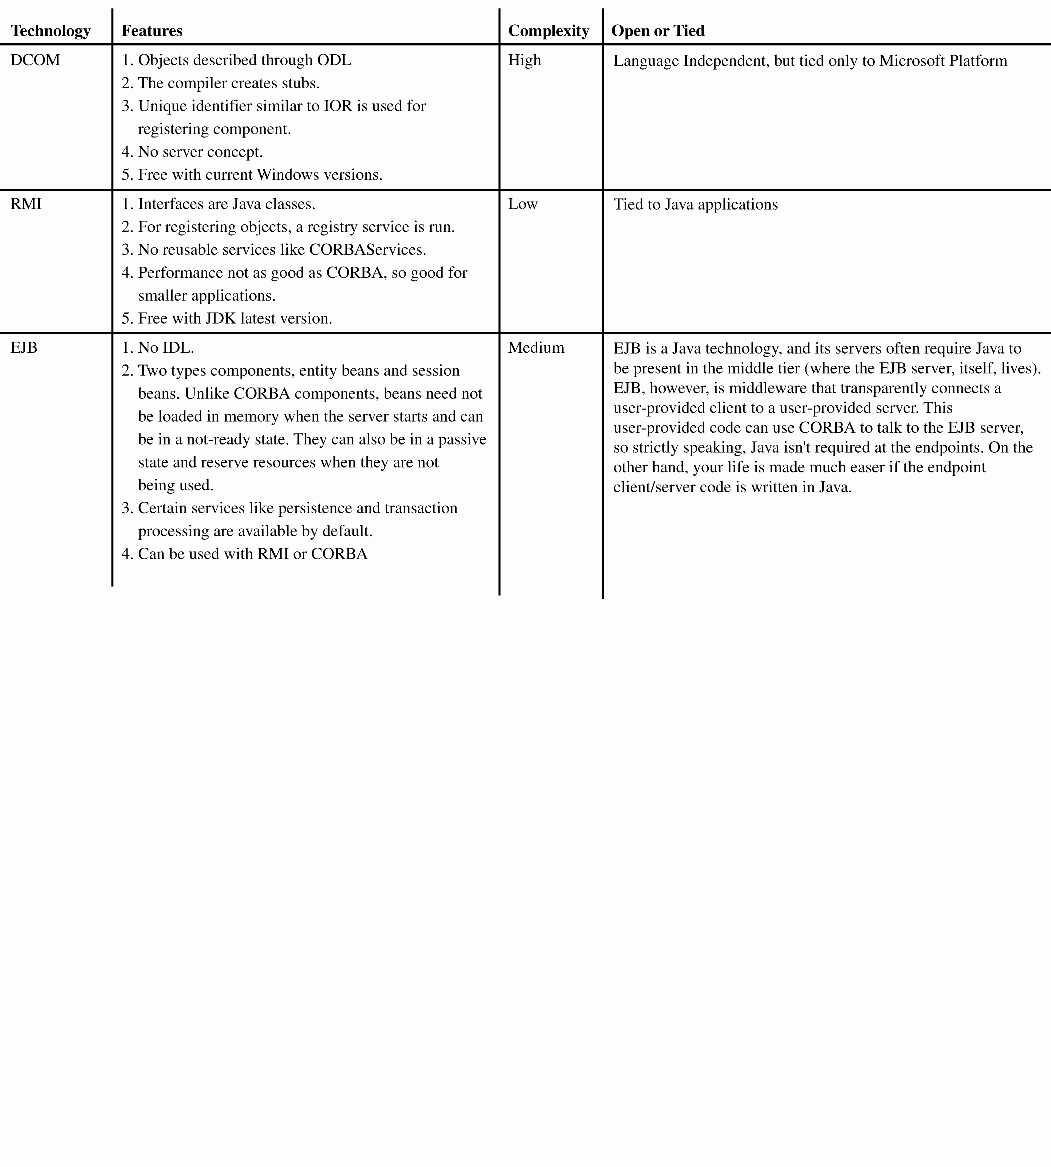 Technology Features Complexity Open or Tied
DCOM
1. Objects described through ODL
2. The compiler creates stubs.
3. Unique identifier similar to IOR is used for
registering component.
4. No server concept.
5. Free with current Windows versions.
High
Language Independent, but tied only to Microsoft Platform
RMI
1. Interfaces are Java classes.
2. For registering objects, a registry service is run.
3. No reusable services like CORBAServices.
4. Performance not as good as CORBA, so good for
smaller applications.
5. Free with JDK latest version.
Low
Tied to Java applications
EJB
1. No IDL.
2. Two types components, entity beans and session
beans. Unlike CORBA components, beans need not
be loaded in memory when the server starts and can
be in a not-ready state. They can also be in a passive
state and reserve resources when they are not
being used.
3. Certain services like persistence and transaction
processing are available by default.
4. Can be used with RMI or CORBA
Medium
EJB is a Java technology, and its servers often require Java to
be present in the middle tier (where the EJB server, itself, lives).
EJB, however, is middleware that transparently connects a
user-provided client to a user-provided server. This
user-provided code can use CORBA to talk to the EJB server,
so strictly speaking, Java isn't required at the endpoints. On the
other hand, your life is made much easer if the endpoint
client/server code is written in Java.